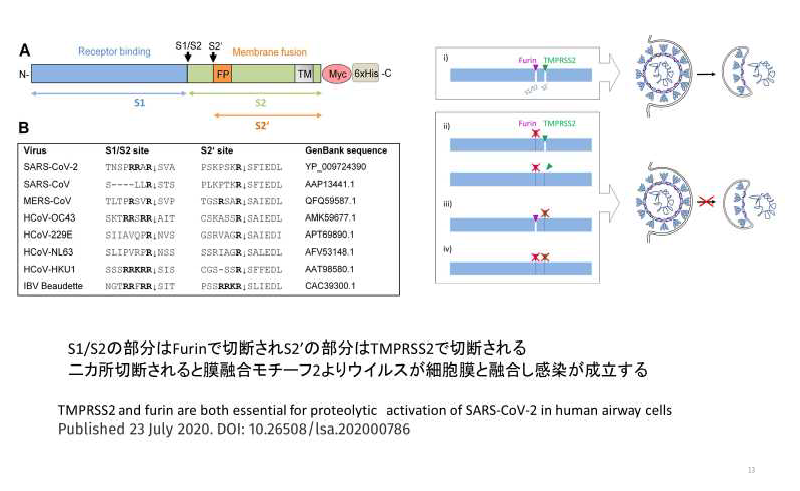 A
Receptor binding
S1/S2
S2'
Membrane fusion
N-
FP
TM
Myc
6xHis
-C
S1
S2
S2'
B
Virus S1/S2 site S2' site GenBank sequence
SARS-CoV-2 TNSPRRAR↓SVA PSKPSKR↓SFIEDL YP_009724390
SARS-CoV S----LLR↓STS PLKPTKR↓SFIEDL AAP13441.1
MERS-CoV TLTPRSVR↓SVP TGSRSAR↓SAIEDL QFQ59587.1
HCoV-OC43 SKTRRSRR↓AIT GSKASSR↓SAIEDL AMK59677.1
HCoV-229E SIIAVQPR↓NVS GSRVAGR↓SAIEDI APT69890.1
HCoV-NL63 SLIPVRPR↓NSS SSRIAGR↓SALEDL AFV53148.1
HCoV-HKU1 SSSRRKRR↓SIS CGS-SSR↓SFFEDL AAT98580.1
IBV Beaudette NGTRRFRR↓SIT PSSRRKR↓SLIEDL CAC39300.1
i)
Furin TMPRSS2
S1/S2 S2'
ii)
Furin TMPRSS2
iii)
iv)
S1/S2の部分はFurinで切断されS2’の部分はTMPRSS2で切断される
二カ所切断されると膜融合モチーフ2よりウイルスが細胞膜と融合し感染が成立する
TMPRSS2 and furin are both essential for proteolytic activation of SARS-CoV-2 in human airway cells
Published 23 July 2020. DOI: 10.26508/lsa.202000786
13